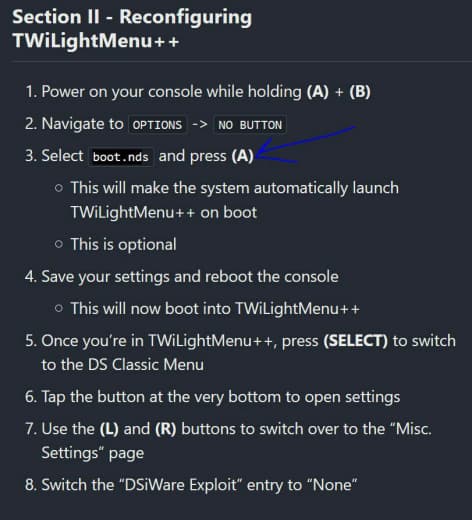 Section II - Reconfiguring
TWiLightMenu++
1. Power on your console while holding (A) + (B)
2. Navigate to OPTIONS -> NO BUTTON
3. Select boot.nds and press (A)
○ This will make the system automatically launch
TWiLightMenu++ on boot
○ This is optional
4. Save your settings and reboot the console
○ This will now boot into TWiLightMenu++
5. Once you’re in TWiLightMenu++, press (SELECT) to switch
to the DS Classic Menu
6. Tap the button at the very bottom to open settings
7. Use the (L) and (R) buttons to switch over to the “Misc.
Settings” page
8. Switch the “DSiWare Exploit” entry to “None”